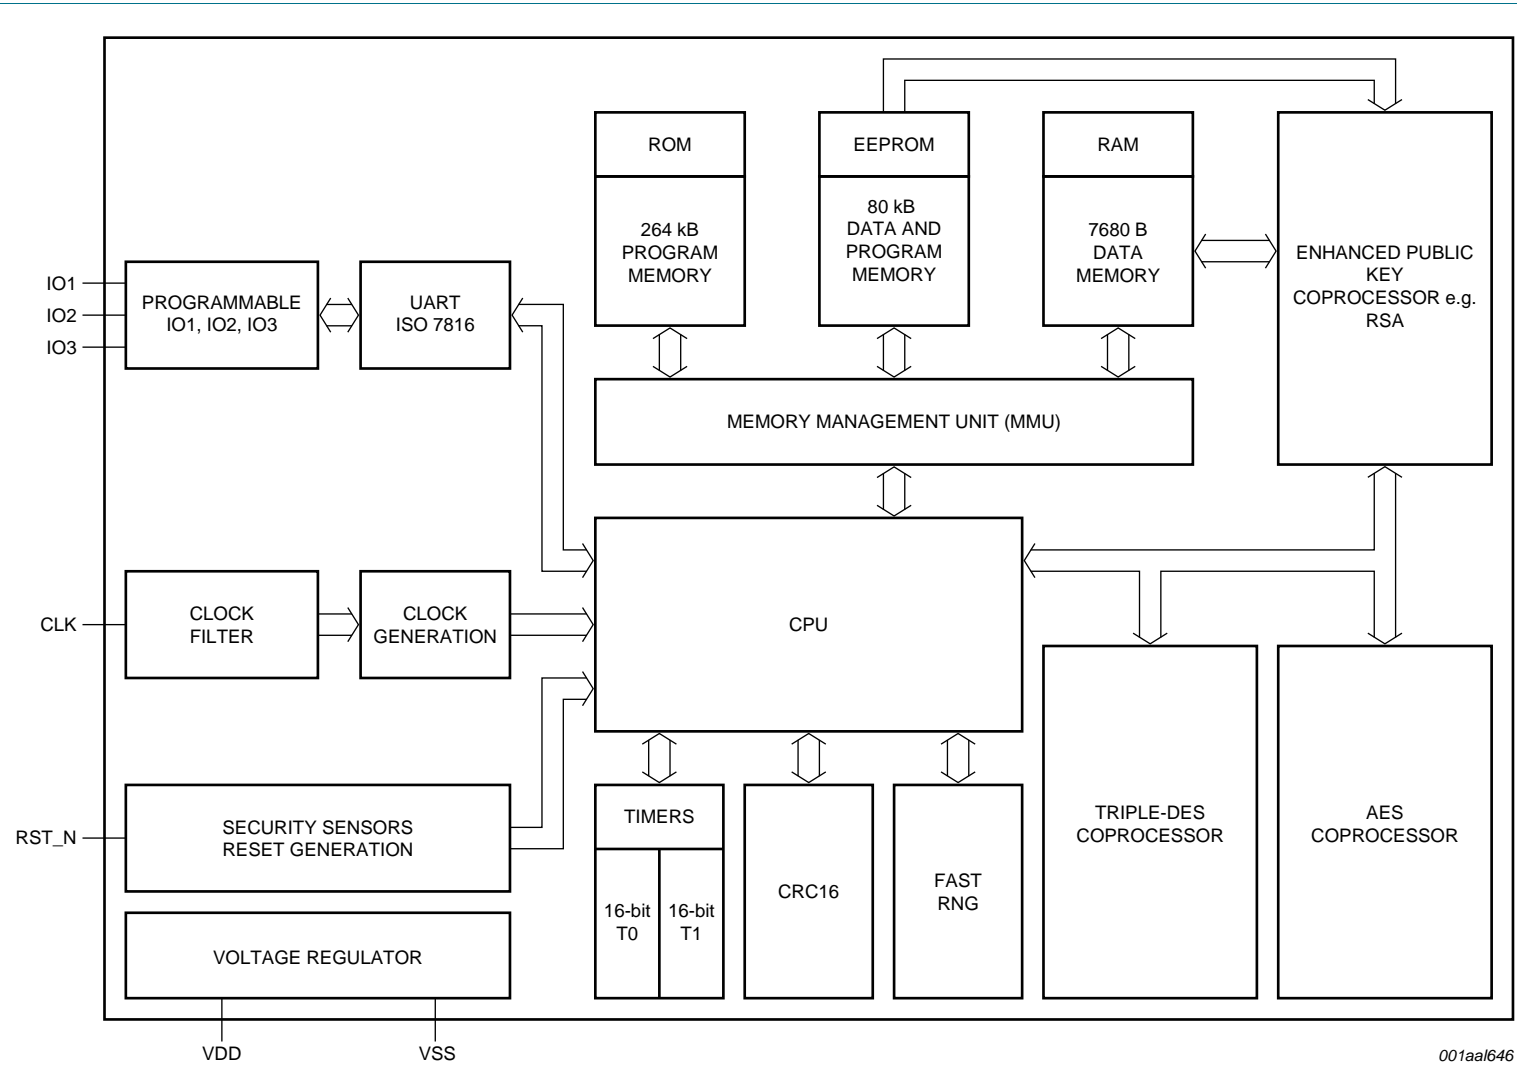 ROM
264 kB
PROGRAM
MEMORY
EEPROM
80 kB
DATA AND
PROGRAM
MEMORY
RAM
7680 B
DATA
MEMORY
ENHANCED PUBLIC
KEY
COPROCESSOR e.g.
RSA
IO1
IO2
IO3
PROGRAMMABLE
IO1, IO2, IO3
UART
ISO 7816
MEMORY MANAGEMENT UNIT (MMU)
CLK
CLOCK
FILTER
CLOCK
GENERATION
CPU
RST_N
SECURITY SENSORS
RESET GENERATION
TIMERS
16-bit
T0
16-bit
T1
CRC16
FAST
RNG
TRIPLE-DES
COPROCESSOR
AES
COPROCESSOR
VOLTAGE REGULATOR
VDD
VSS
001aal646